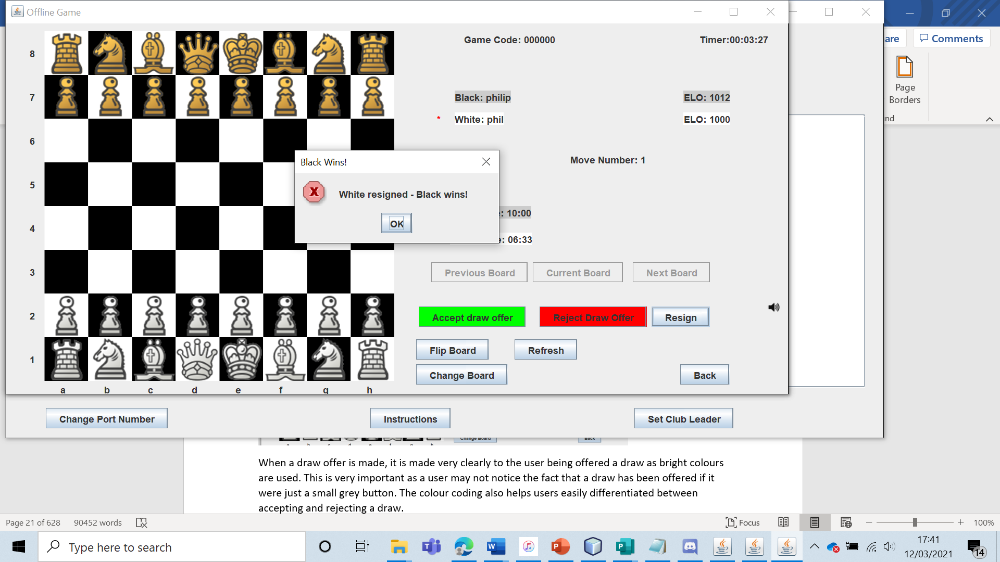 Offline Game
are
Comments
Game Code: 000000
Timer:00:03:27
8
Page
Borders
7
Black: philip
ELO: 1012
*
White: phil
ELO: 1000
nd
6
Black Wins!
Move Number: 1
5
White resigned - Black wins!
e: 10:00
OK
4
e: 06:33
3
Previous Board
Current Board
Next Board
2
Accept draw offer
Reject Draw Offer
Resign
Flip Board
Refresh
1
Change Board
Back
a b c d e f g h
Change Port Number
Instructions
Set Club Leader
Change Board
Back
When a draw offer is made, it is made very clearly to the user being offered a draw as bright colours
are used. This is very important as a user may not notice the fact that a draw has been offered if it
were just a small grey button. The colour coding also helps users easily differentiated between
accepting and rejecting a draw.
Page 21 of 628
90452 words
Focus
100%
Type here to search
17:41
12/03/2021
14